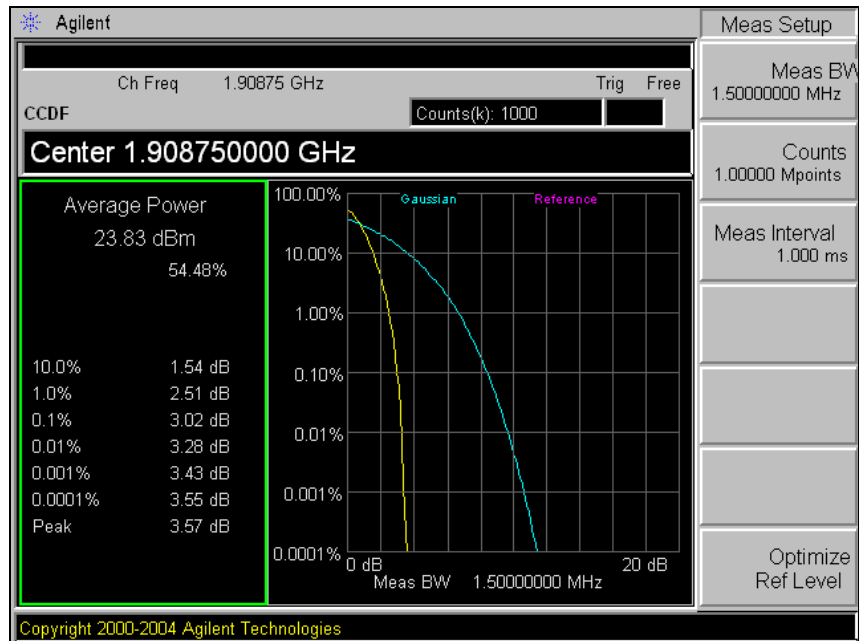 Agilent
Meas Setup
Ch Freq 1.90875 GHz Trig Free
CCDF Counts(k): 1000
Center 1.908750000 GHz
Average Power
23.83 dBm
54.48%
10.0% 1.54 dB
1.0% 2.51 dB
0.1% 3.02 dB
0.01% 3.28 dB
0.001% 3.43 dB
0.0001% 3.55 dB
Peak 3.57 dB
Gaussian Reference
100.00%
10.00%
1.00%
0.10%
0.01%
0.001%
0.0001%
0 dB 20 dB
Meas BW 1.50000000 MHz
Meas BW
1.50000000 MHz
Counts
1.00000 Mpoints
Meas Interval
1.000 ms
Optimize
Ref Level
Copyright 2000-2004 Agilent Technologies